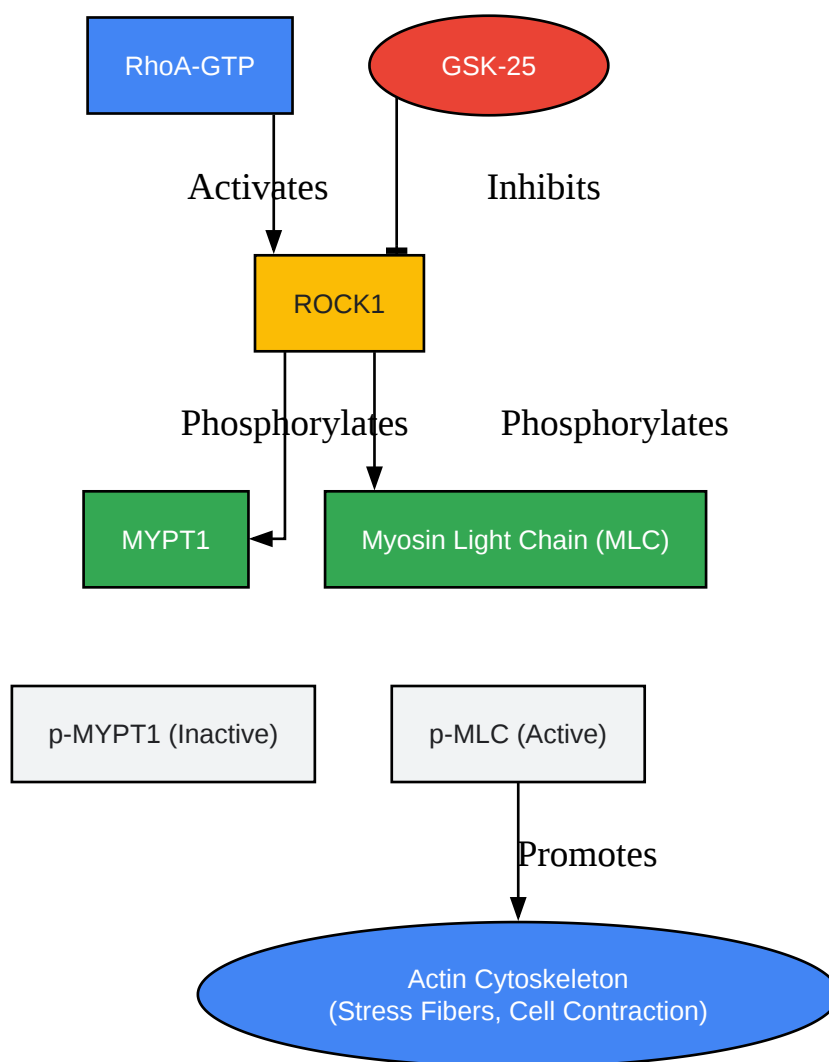 RhoA-GTP
GSK-25
Activates
Inhibits
ROCK1
Phosphorylates
Phosphorylates
MYPT1
Myosin Light Chain (MLC)
p-MYPT1 (Inactive)
p-MLC (Active)
Promotes
Actin Cytoskeleton
(Stress Fibers, Cell Contraction)